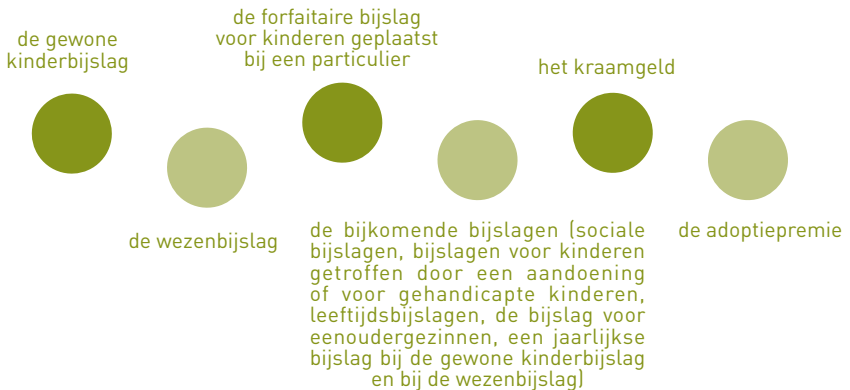 de gewone
kinderbijslag
de wezenbijslag
de forfaitaire bijslag
voor kinderen geplaatst
bij een particulier
de bijkomende bijslagen (sociale
bijslagen, bijslagen voor kinderen
getroffen door een aandoening
of voor gehandicapte kinderen,
leeftijdsbijslagen, de bijslag voor
eenoudergezinnen, een jaarlijkse
bijslag bij de gewone kinderbijslag
en bij de wezenbijslag)
het kraamgeld
de adoptiepremie